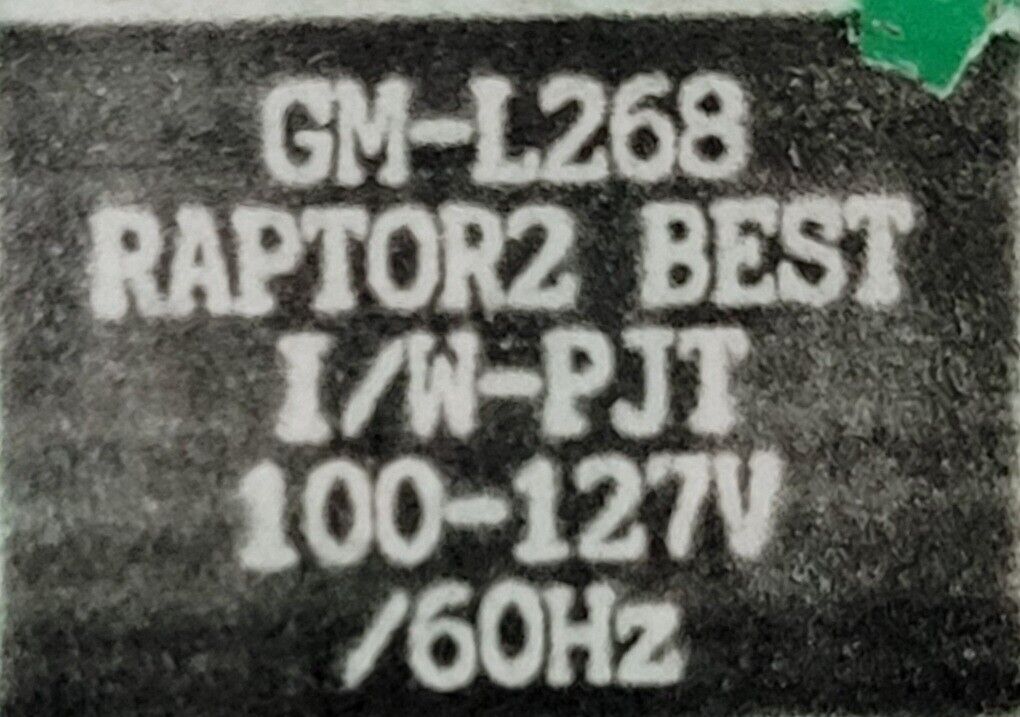 GM-L268
RAPTOR2 BEST
I/W-PJT
100-127V
/60Hz